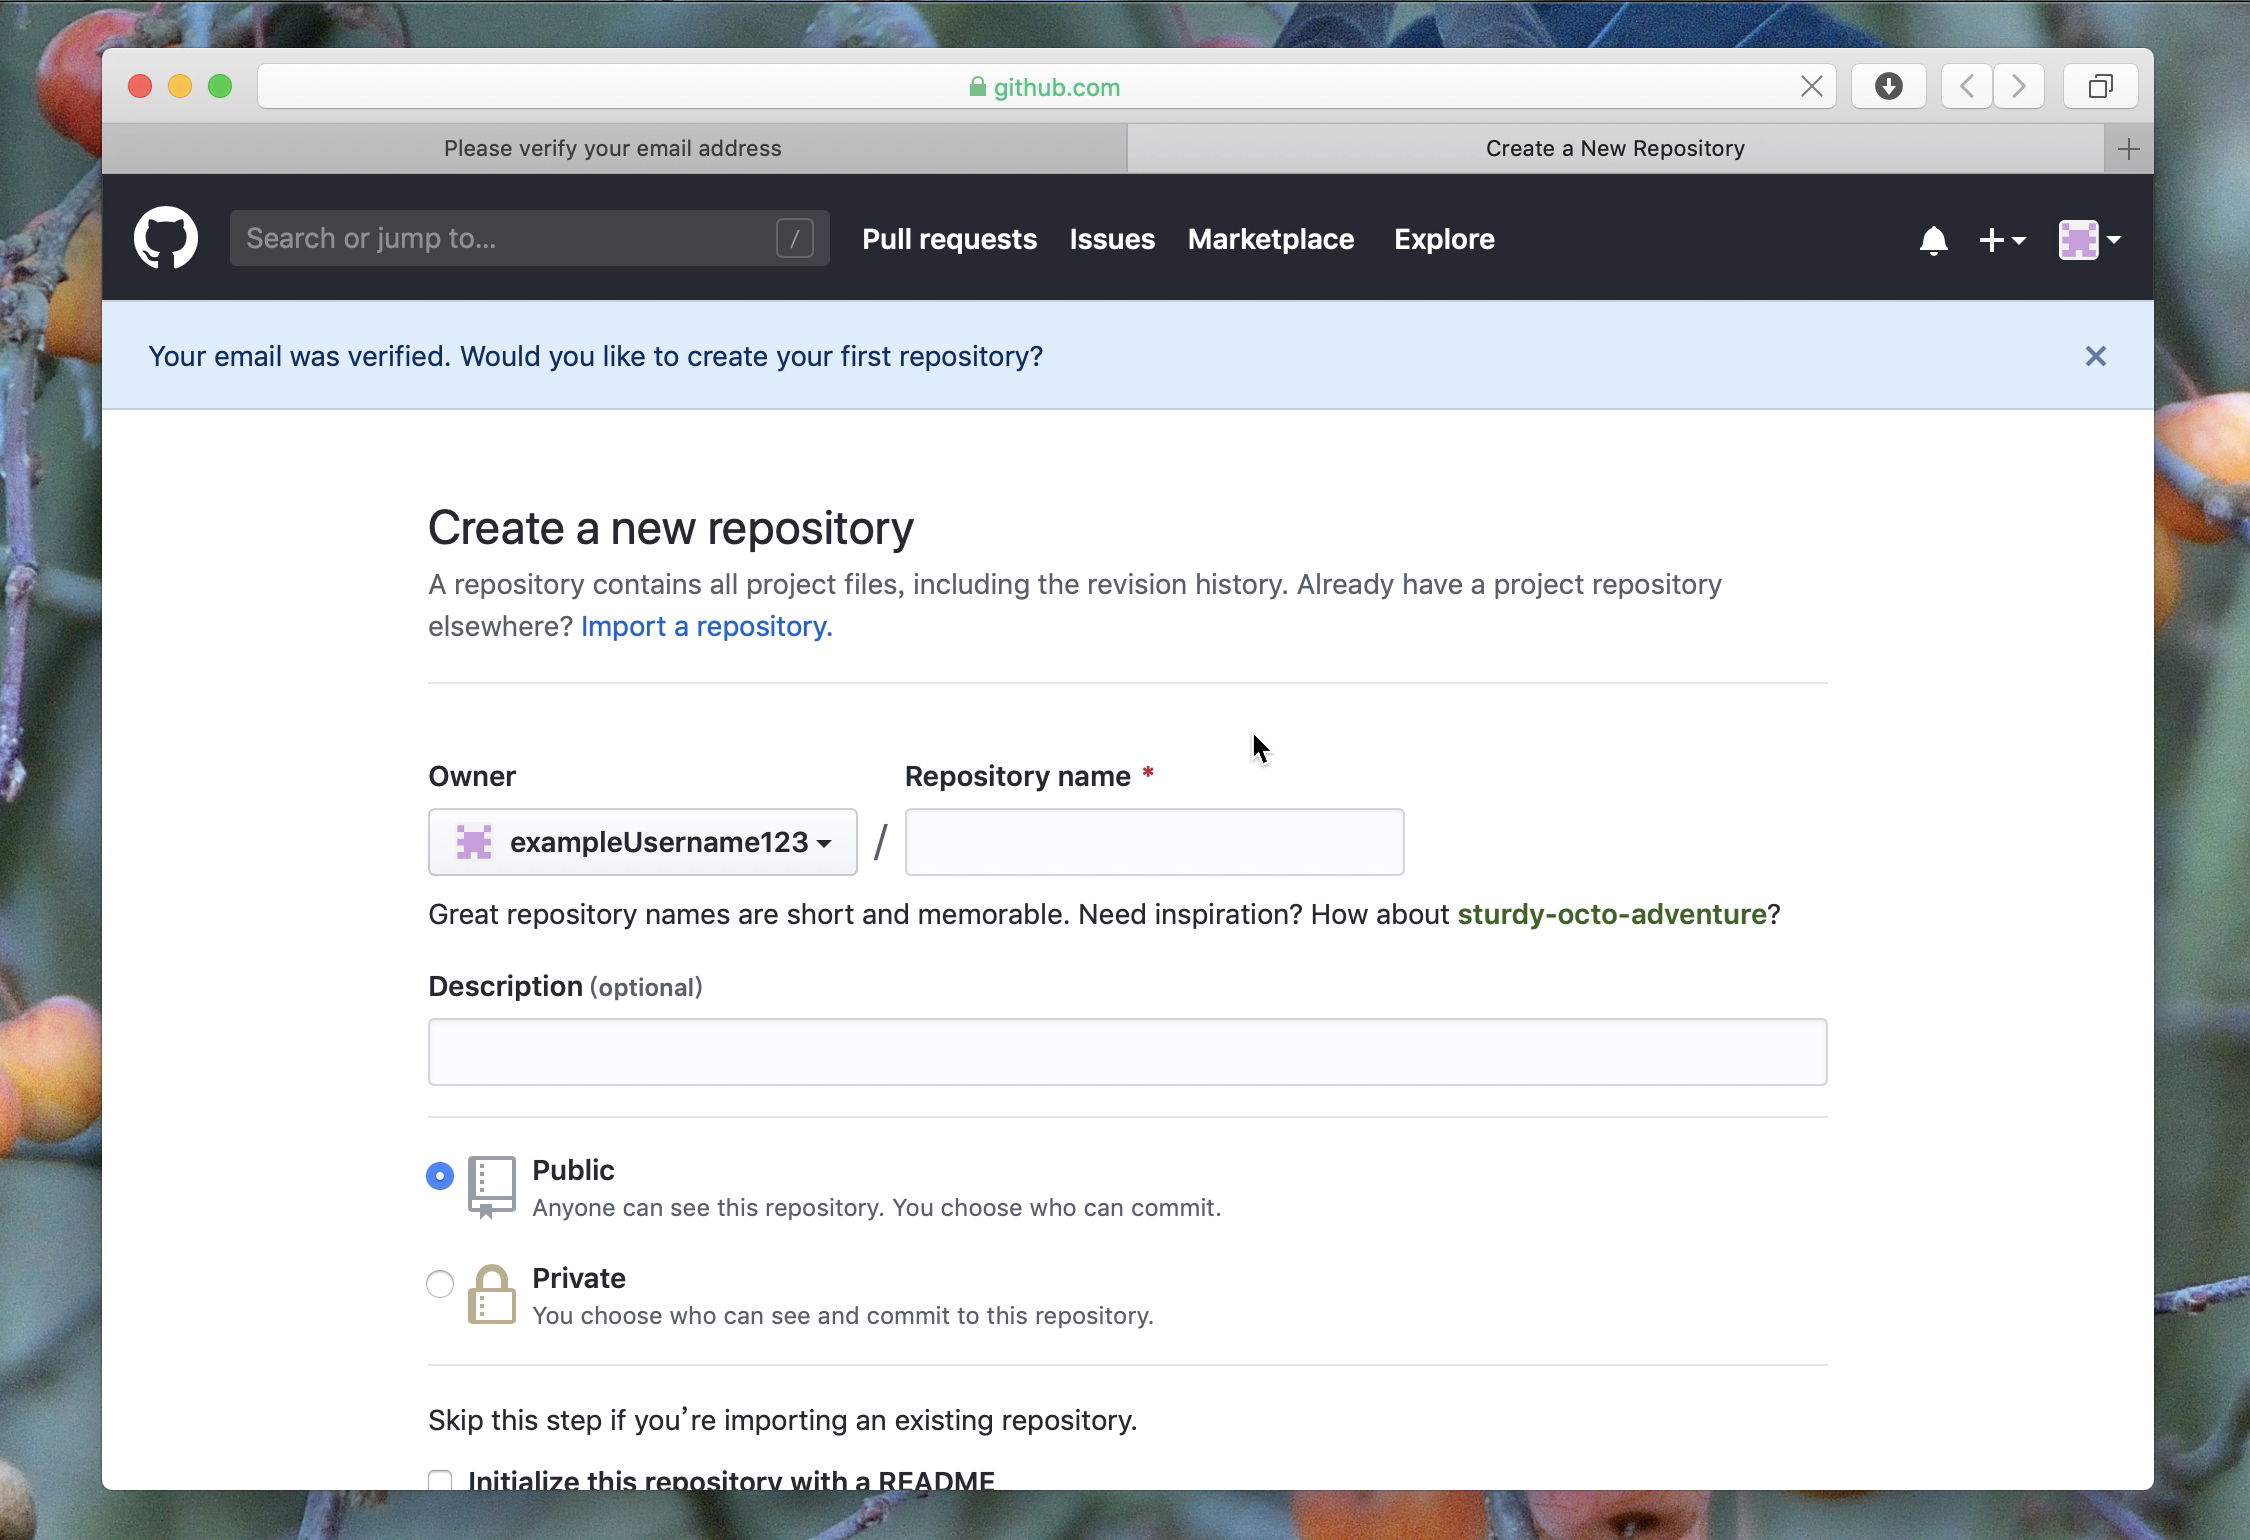 github.com
Please verify your email address
Create a New Repository
Search or jump to...
/
Pull requests
Issues
Marketplace
Explore
Your email was verified. Would you like to create your first repository?
Create a new repository
A repository contains all project files, including the revision history. Already have a project repository
elsewhere? Import a repository.
Owner
Repository name *
exampleUsername123
/
Great repository names are short and memorable. Need inspiration? How about sturdy-octo-adventure?
Description (optional)
Public
Anyone can see this repository. You choose who can commit.
Private
You choose who can see and commit to this repository.
Skip this step if you’re importing an existing repository.
Initialize this repository with a README